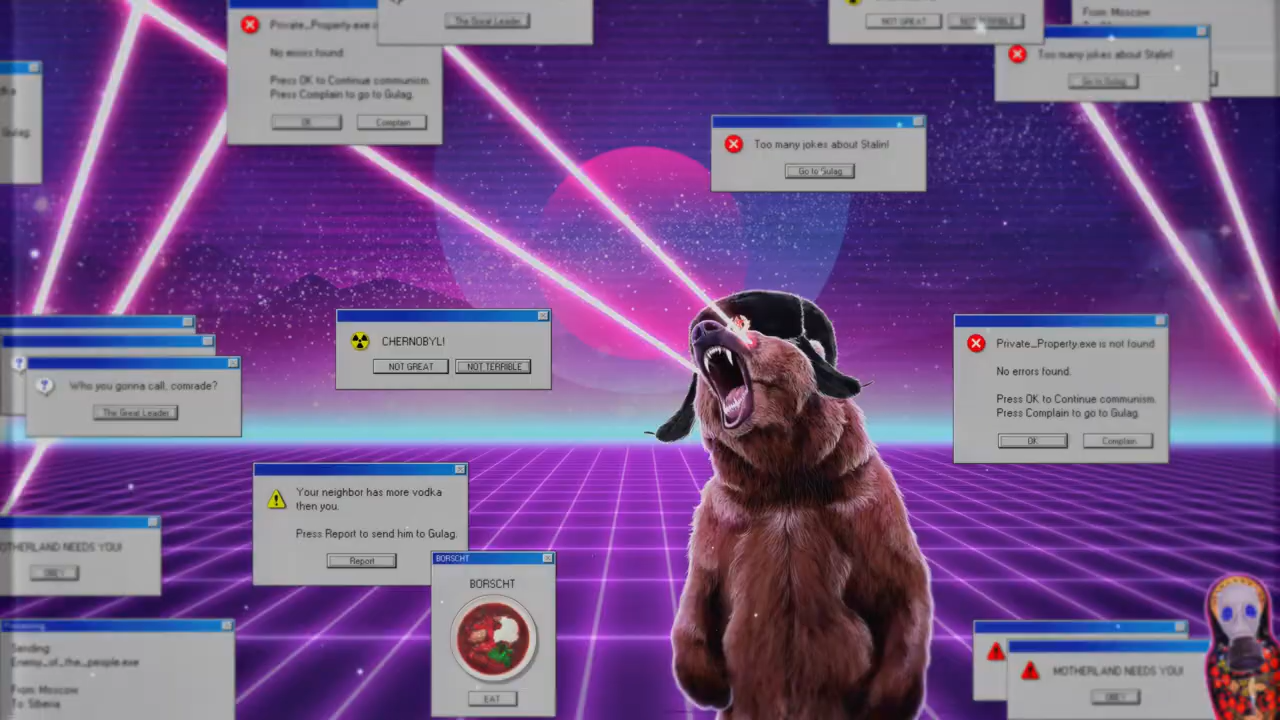 Private_Property.exe i
No errors found.
Press OK to Continue communism.
Press Complain to go to Gulag.
OK
Complain
The Great Leader
NOT GREAT
NOT TERRIBLE
From: Moscow
Too many jokes about Stalin!
Go to Gulag
Too many jokes about Stalin!
Go to Gulag
Gulag.
CHERNOBYL!
NOT GREAT
NOT TERRIBLE
Private_Property.exe is not found
No errors found.
Press OK to Continue communism.
Press Complain to go to Gulag.
OK
Complain
Who you gonna call, comrade?
The Great Leader
Your neighbor has more vodka
then you.
Press Report to send him to Gulag.
Report
OTHERLAND NEEDS YOU!
OBEY
BORSCHT
BORSCHT
EAT
Processing
Sending:
Enemy_of_the_people.exe
From: Moscow
To: Siberia
MOTHERLAND NEEDS YOU!
OBEY